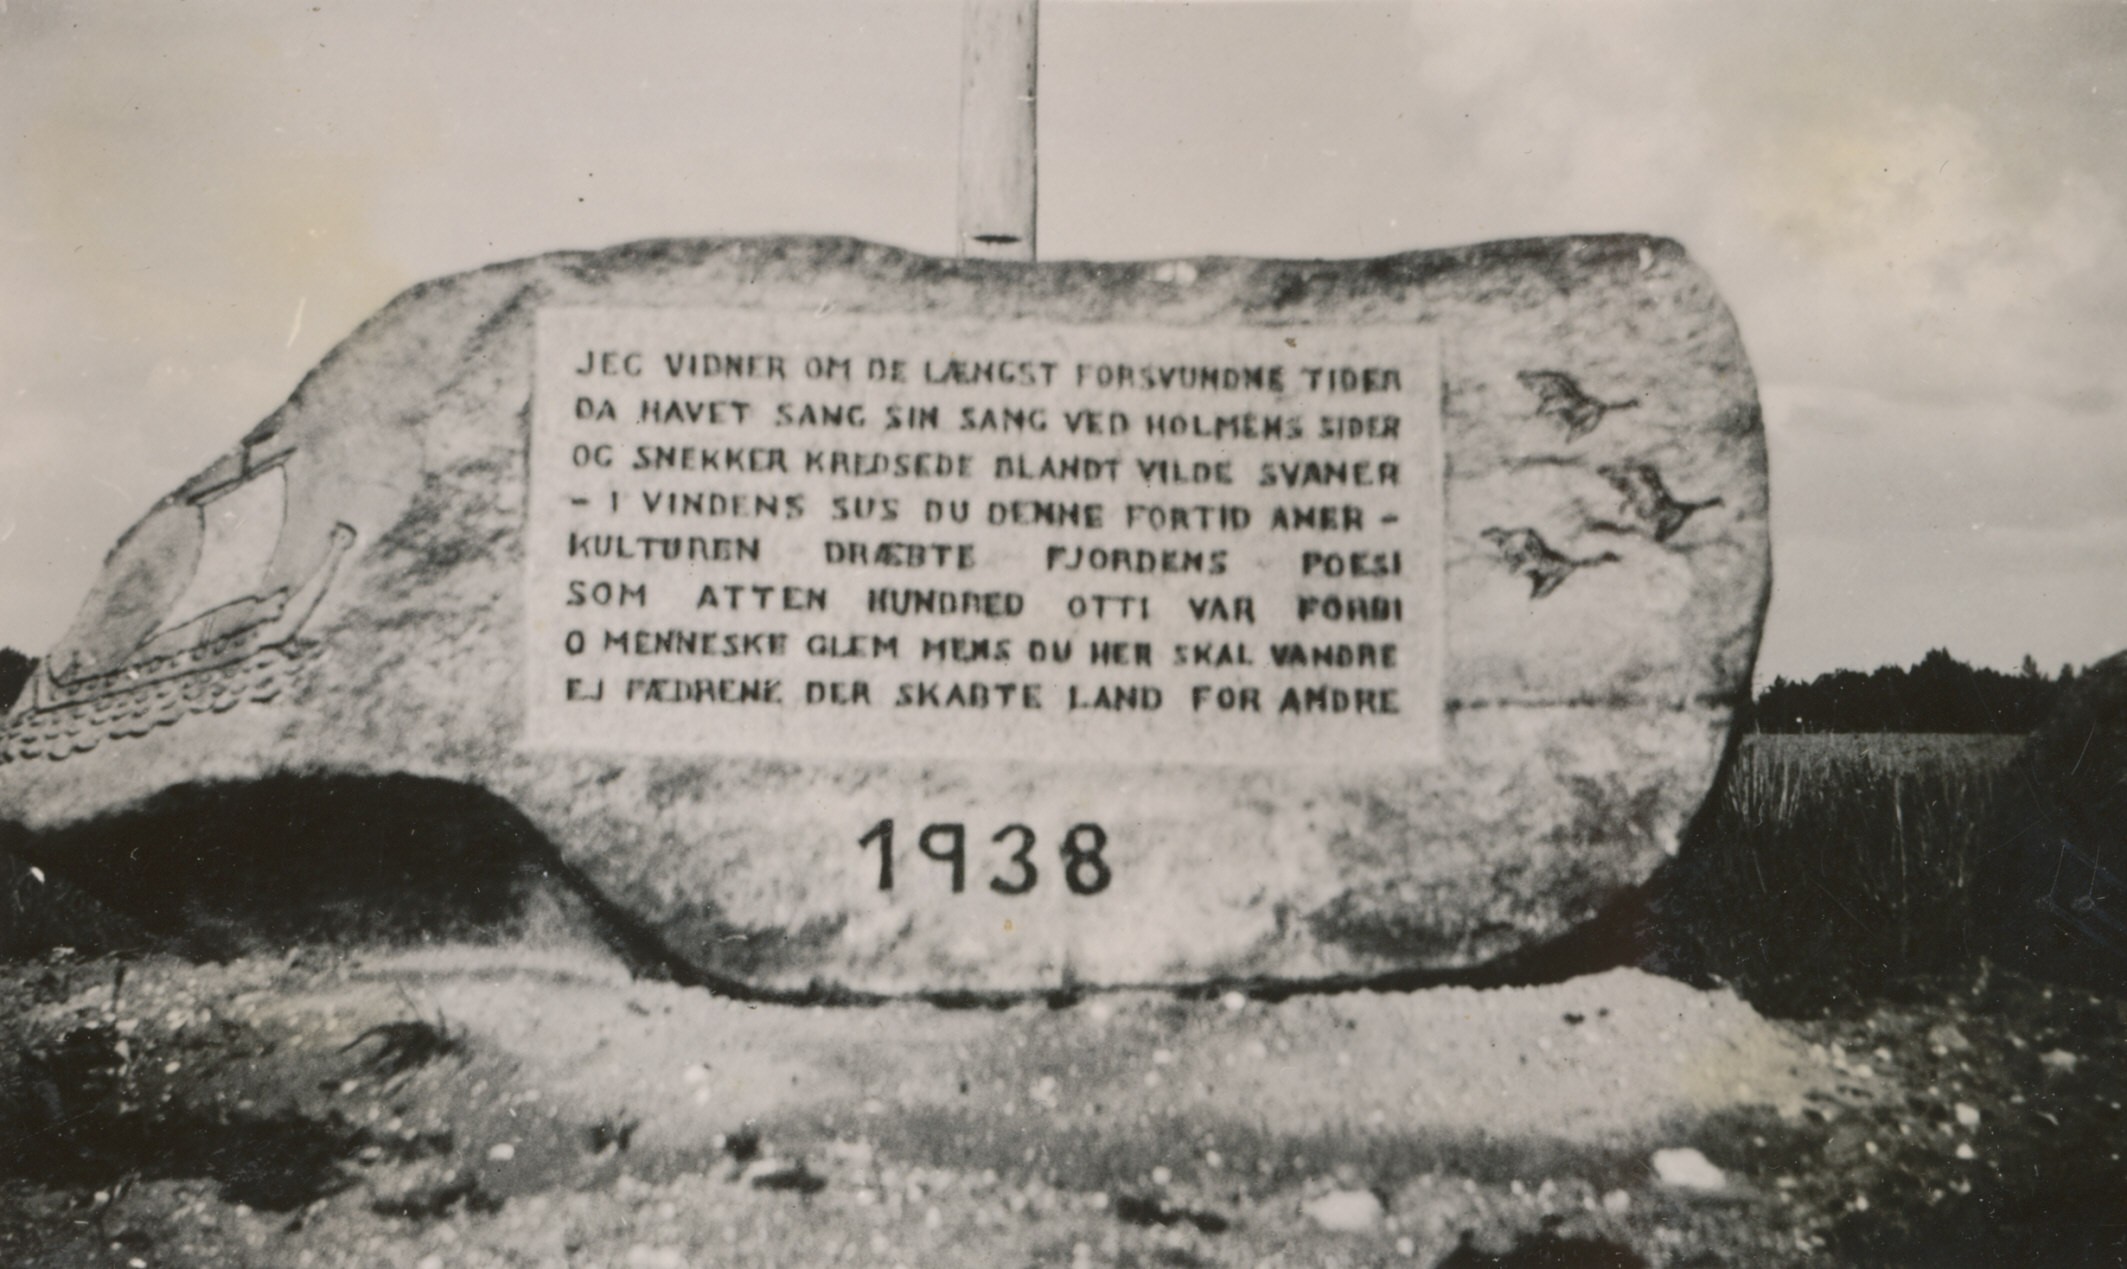 JEG VIDNER OM DE LÆNGST FORSVUNDNE TIDER
DA HAVET SANG SIN SANG VED HOLMENS SIDER
OG SNEKKER KREDSEDE BLANDT VILDE SVANER
- I VINDENS SUS DU DENNE FORTID ANER -
KULTUREN DRÆBTE FJORDENS POESI
SOM ATTEN HUNDRED OTTI VAR FORBI
O MENNESKE GLEM MENS DU HER SKAL VANDRE
EJ FÆDRENE DER SKABTE LAND FOR ANDRE
1938